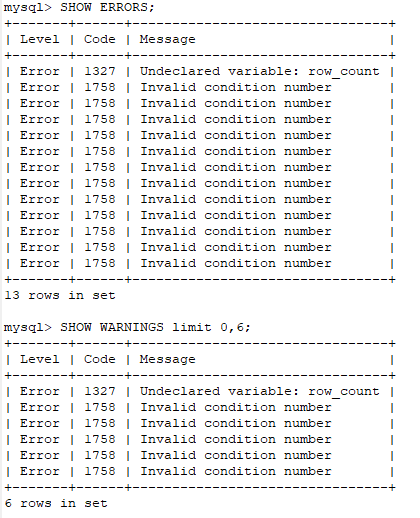 mysql> SHOW ERRORS;
+-------+------+--------------------------------+
| Level | Code | Message                        |
+-------+------+--------------------------------+
| Error | 1327 | Undeclared variable: row_count |
| Error | 1758 | Invalid condition number       |
| Error | 1758 | Invalid condition number       |
| Error | 1758 | Invalid condition number       |
| Error | 1758 | Invalid condition number       |
| Error | 1758 | Invalid condition number       |
| Error | 1758 | Invalid condition number       |
| Error | 1758 | Invalid condition number       |
| Error | 1758 | Invalid condition number       |
| Error | 1758 | Invalid condition number       |
| Error | 1758 | Invalid condition number       |
| Error | 1758 | Invalid condition number       |
| Error | 1758 | Invalid condition number       |
+-------+------+--------------------------------+
13 rows in set
mysql> SHOW WARNINGS limit 0,6;
+-------+------+--------------------------------+
| Level | Code | Message                        |
+-------+------+--------------------------------+
| Error | 1327 | Undeclared variable: row_count |
| Error | 1758 | Invalid condition number       |
| Error | 1758 | Invalid condition number       |
| Error | 1758 | Invalid condition number       |
| Error | 1758 | Invalid condition number       |
| Error | 1758 | Invalid condition number       |
+-------+------+--------------------------------+
6 rows in set